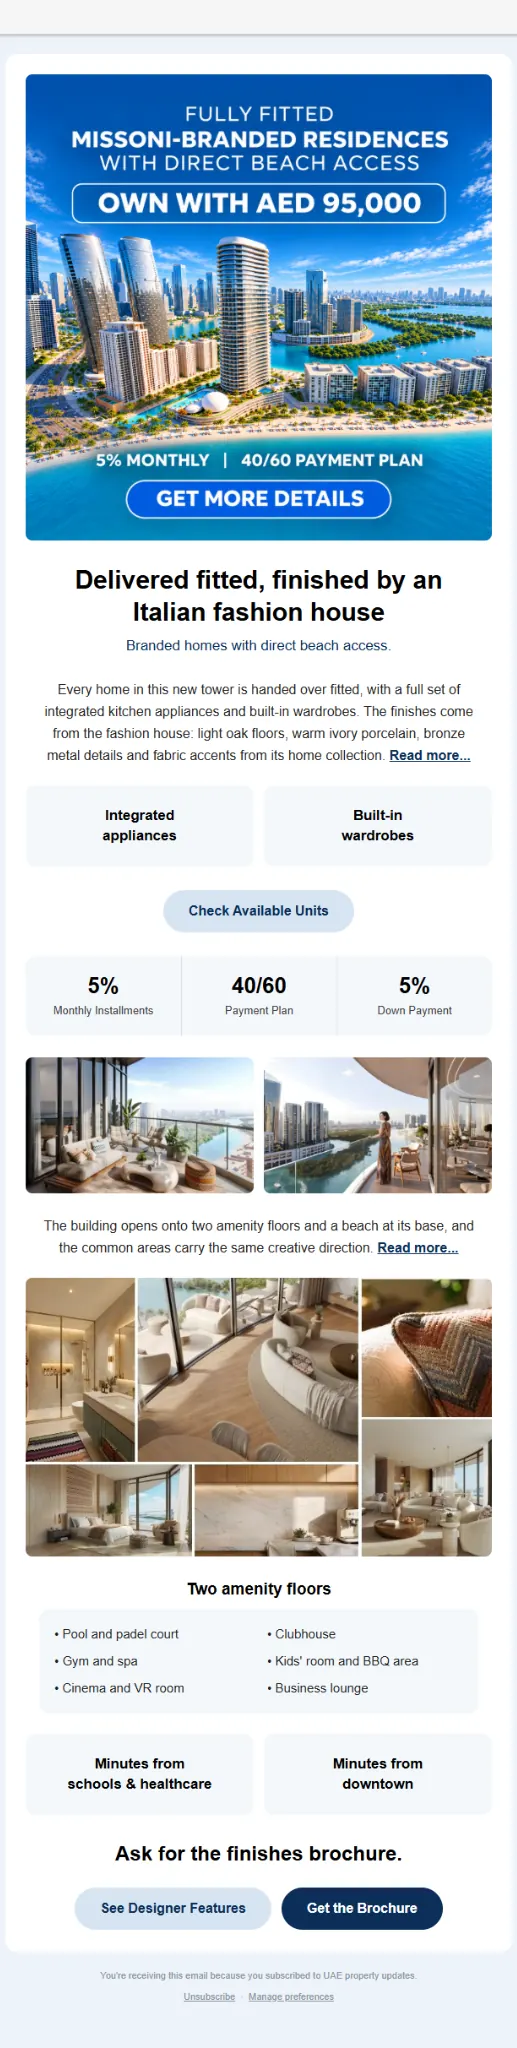 FULLY FITTED
MISSONI-BRANDED RESIDENCES
WITH DIRECT BEACH ACCESS
OWN WITH AED 95,000
5% MONTHLY | 40/60 PAYMENT PLAN
GET MORE DETAILS
Delivered fitted, finished by an
Italian fashion house
Branded homes with direct beach access.
Every home in this new tower is handed over fitted, with a full set of
integrated kitchen appliances and built-in wardrobes. The finishes come
from the fashion house: light oak floors, warm ivory porcelain, bronze
metal details and fabric accents from its home collection. Read more...
Integrated
appliances
Built-in
wardrobes
Check Available Units
5%
Monthly Installments
40/60
Payment Plan
5%
Down Payment
The building opens onto two amenity floors and a beach at its base, and
the common areas carry the same creative direction. Read more...
Two amenity floors
• Pool and padel court
• Gym and spa
• Cinema and VR room
• Clubhouse
• Kids' room and BBQ area
• Business lounge
Minutes from
schools & healthcare
Minutes from
downtown
Ask for the finishes brochure.
See Designer Features
Get the Brochure
You're receiving this email because you subscribed to UAE property updates.
Unsubscribe · Manage preferences